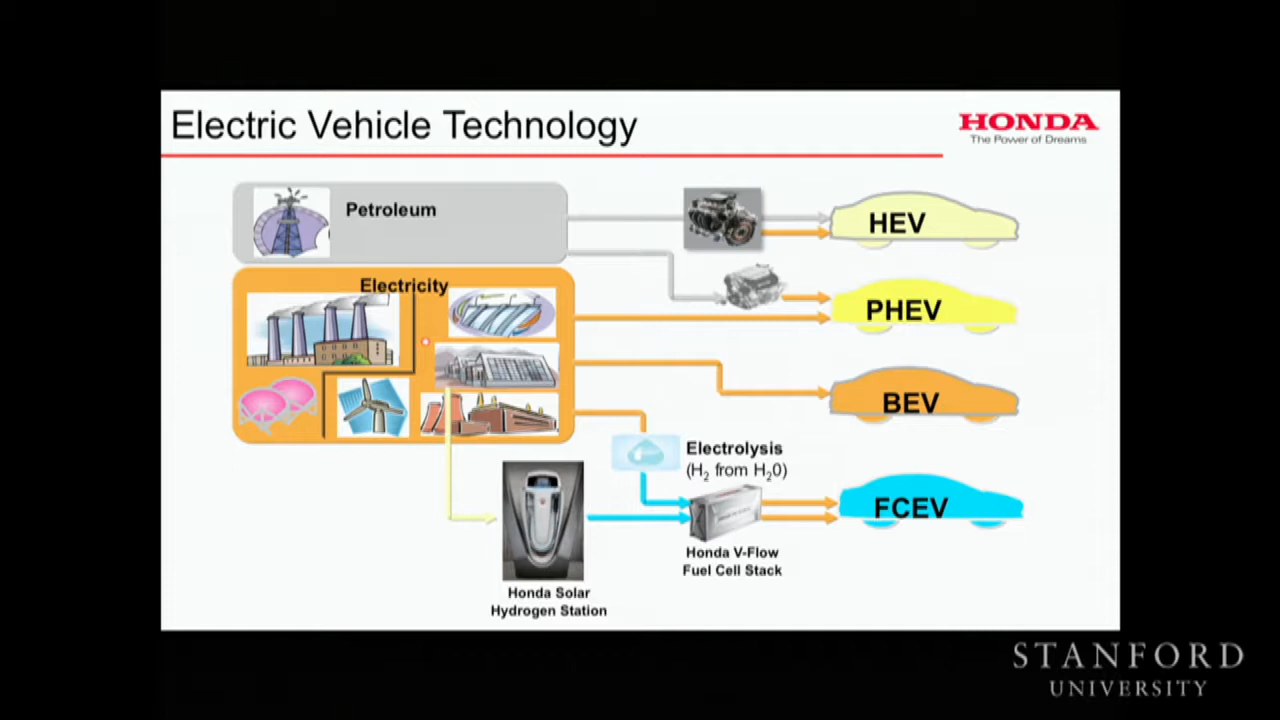 Electric Vehicle Technology
HONDA
The Power of Dreams
Petroleum
HEV
Electricity
PHEV
BEV
Electrolysis
(H2 from H20)
FCEV
Honda V-Flow
Fuel Cell Stack
Honda Solar
Hydrogen Station
STANFORD
UNIVERSITY